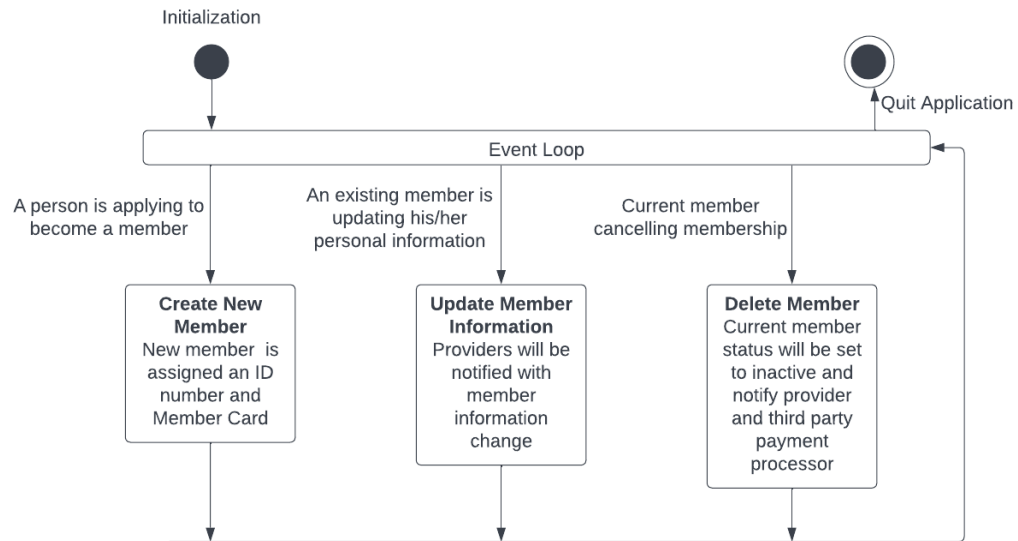 Initialization
Quit Application
Event Loop
A person is applying to
become a member
An existing member is
updating his/her
personal information
Current member
cancelling membership
Create New
Member
New member  is
assigned an ID
number and
Member Card
Update Member
Information
Providers will be
notified with
member
information
change
Delete Member
Current member
status will be set
to inactive and
notify provider
and third party
payment
processor